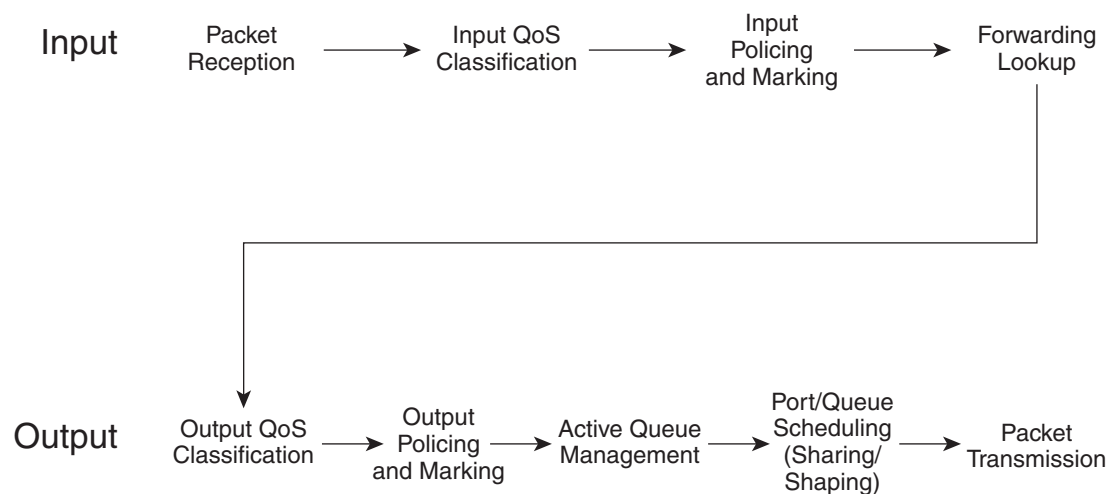 Input
Packet
Reception
Input QoS
Classification
Input
Policing
and Marking
Forwarding
Lookup
Output
Output QoS
Classification
Output
Policing
and Marking
Active Queue
Management
Port/Queue
Scheduling
(Sharing/
Shaping)
Packet
Transmission